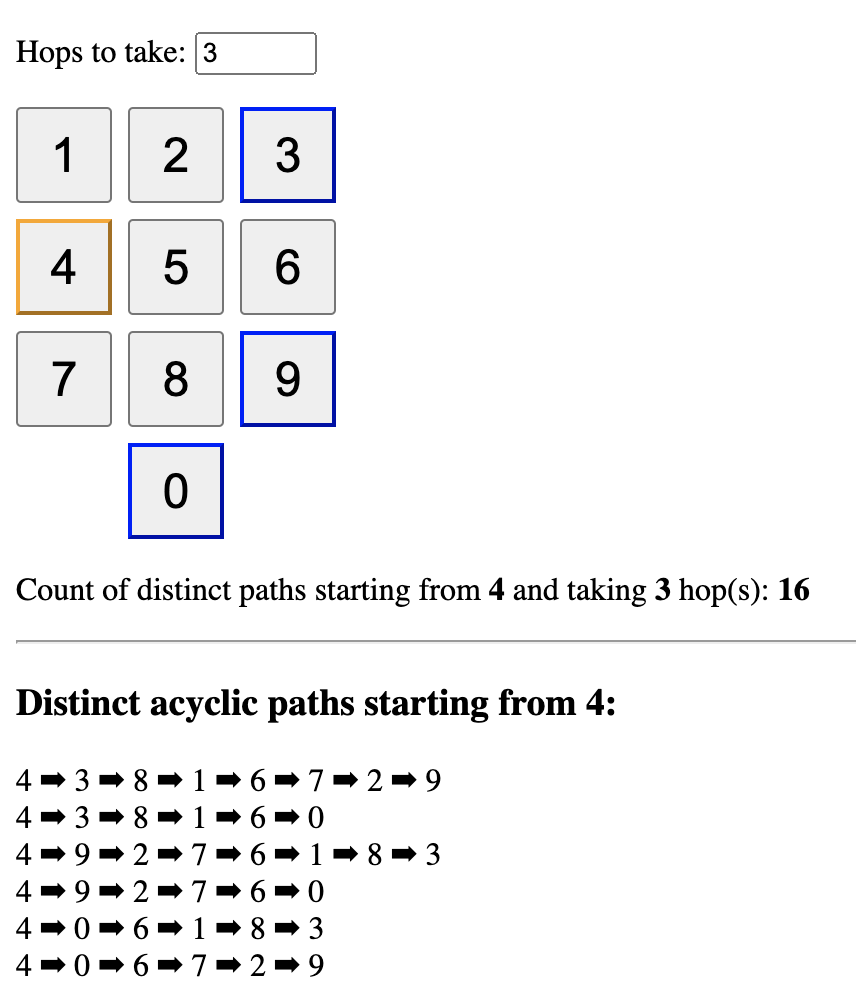 Hops to take: 3
1 2 3
4 5 6
7 8 9
0
Count of distinct paths starting from 4 and taking 3 hop(s): 16
Distinct acyclic paths starting from 4:
4 ➡ 3 ➡ 8 ➡ 1 ➡ 6 ➡ 7 ➡ 2 ➡ 9
4 ➡ 3 ➡ 8 ➡ 1 ➡ 6 ➡ 0
4 ➡ 9 ➡ 2 ➡ 7 ➡ 6 ➡ 1 ➡ 8 ➡ 3
4 ➡ 9 ➡ 2 ➡ 7 ➡ 6 ➡ 0
4 ➡ 0 ➡ 6 ➡ 1 ➡ 8 ➡ 3
4 ➡ 0 ➡ 6 ➡ 7 ➡ 2 ➡ 9